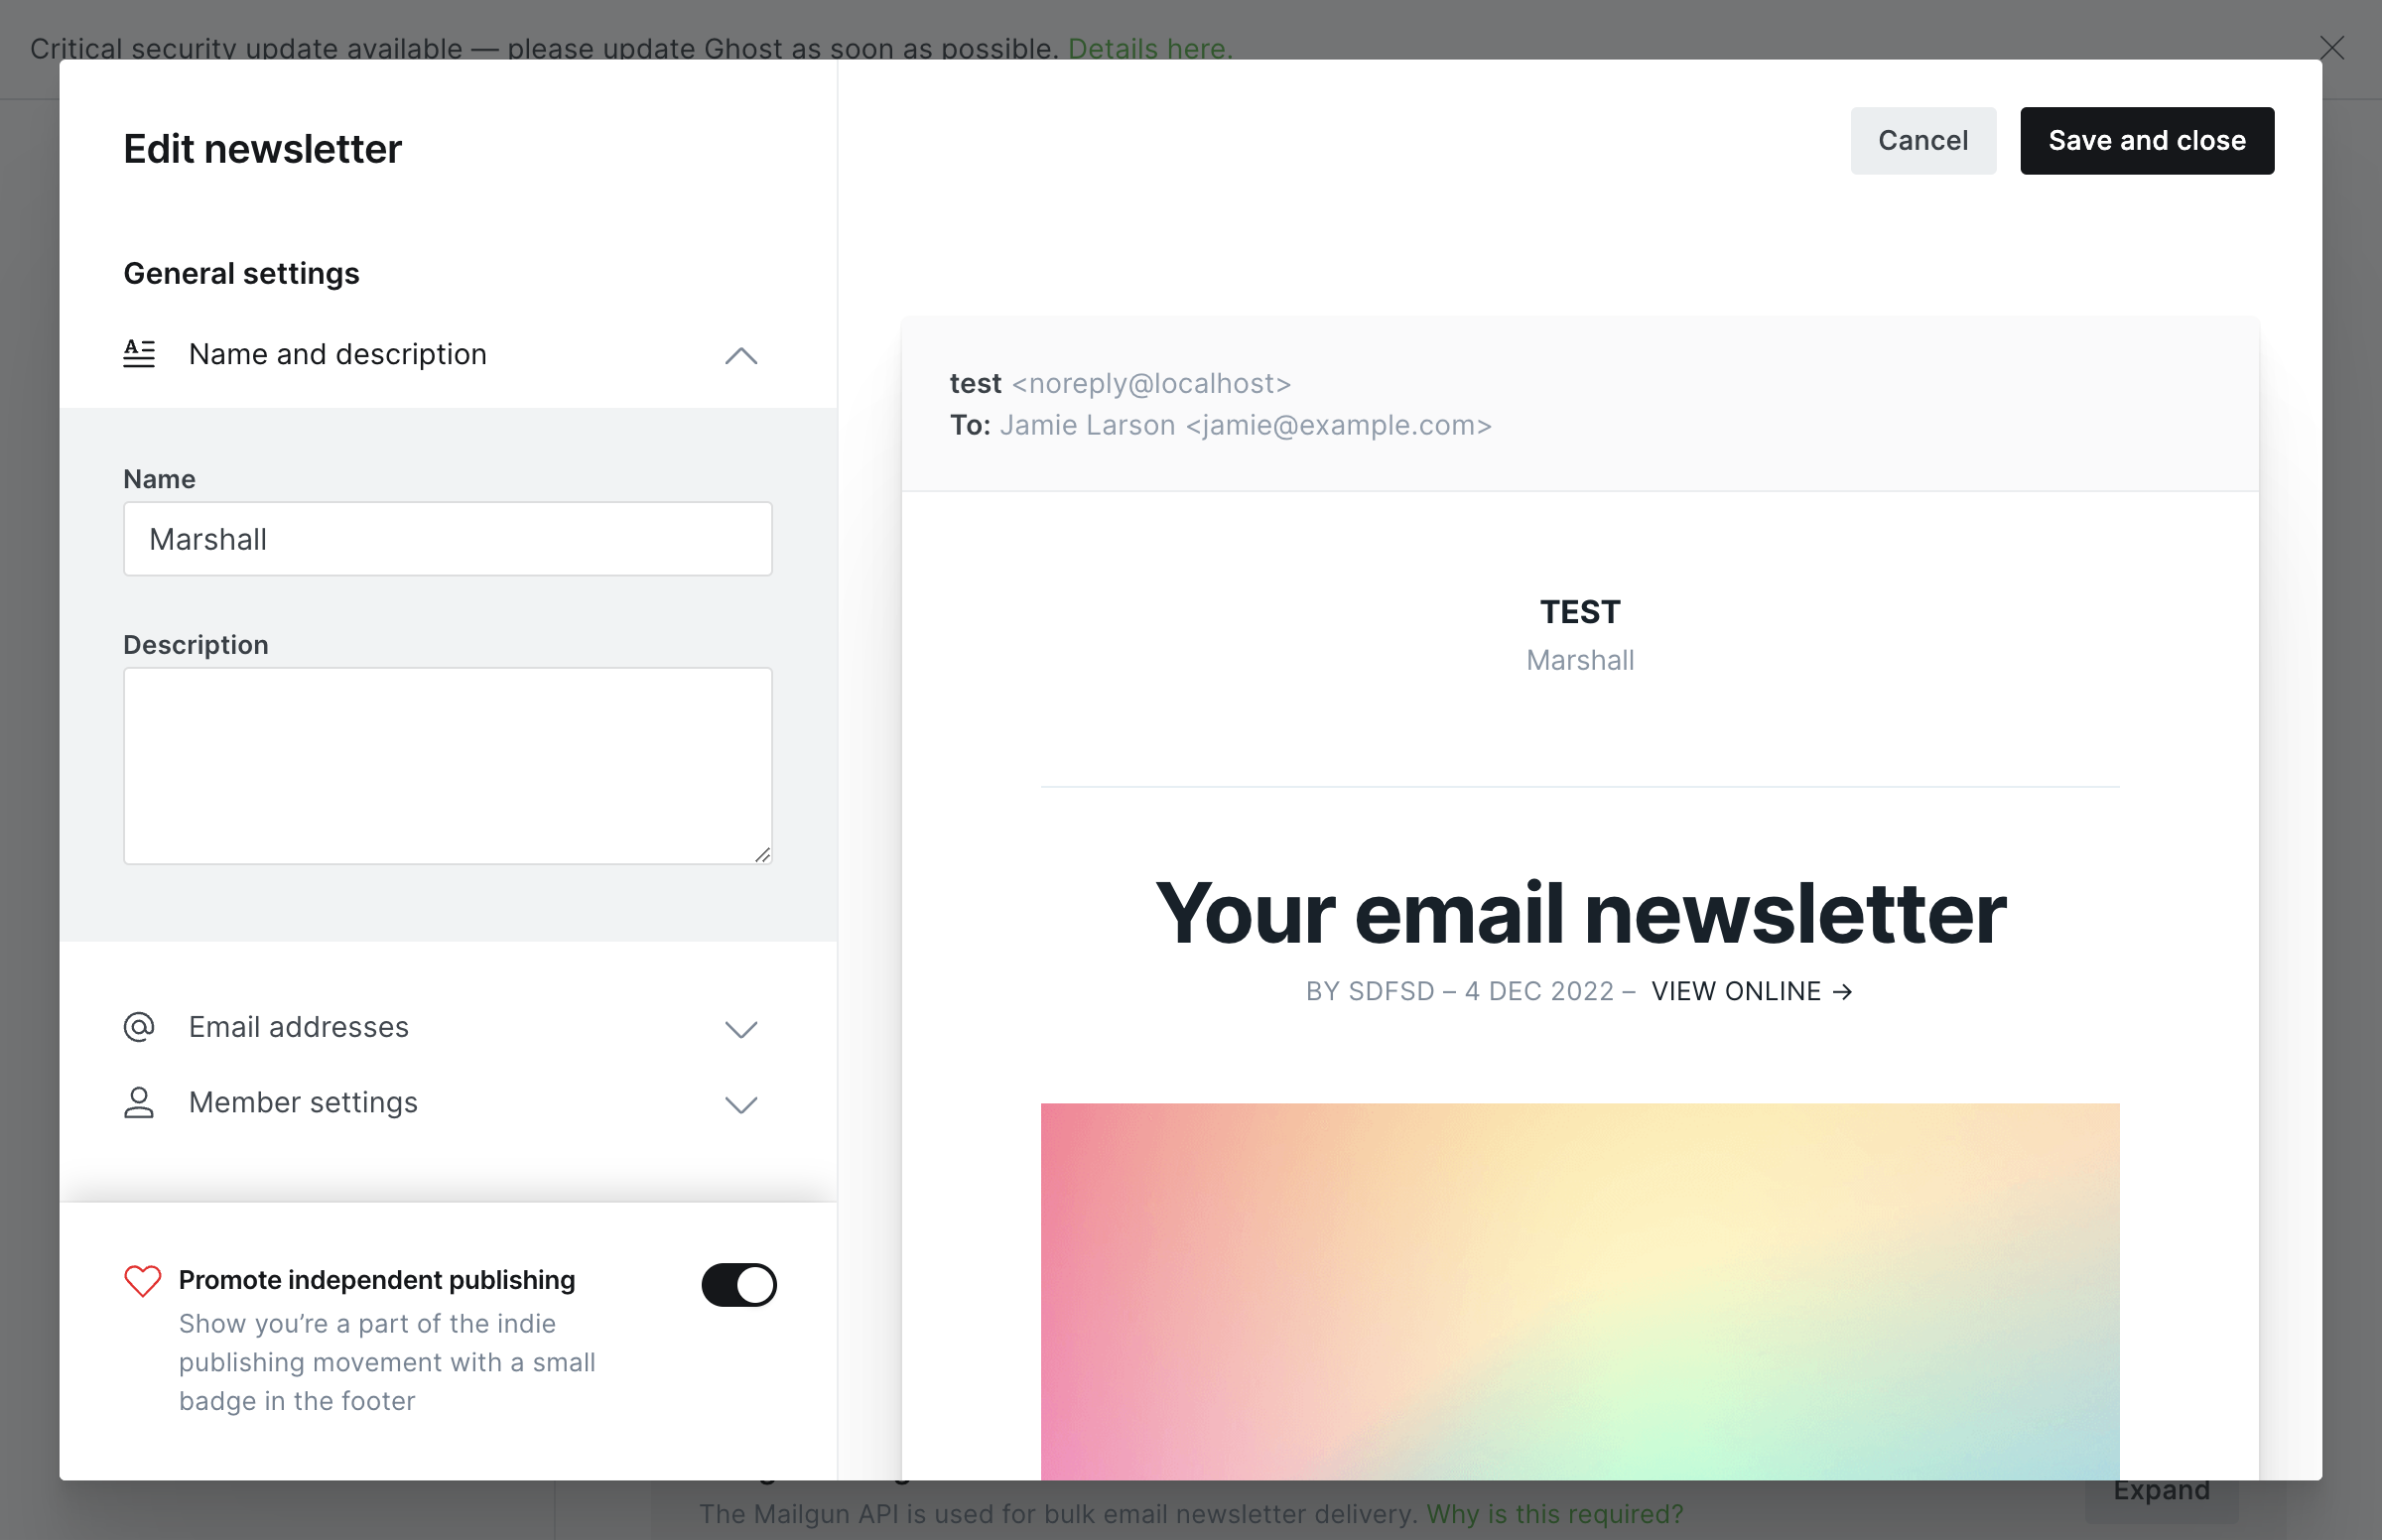 Critical security update available — please update Ghost as soon as possible. Details here.
Edit newsletter
Cancel
Save and close
General settings
Name and description
Name
Marshall
Description
Email addresses
Member settings
Promote independent publishing
Show you’re a part of the indie
publishing movement with a small
badge in the footer
test <noreply@localhost>
To: Jamie Larson <jamie@example.com>
TEST
Marshall
Your email newsletter
BY SDFSD – 4 DEC 2022 – VIEW ONLINE →
Expand
The Mailgun API is used for bulk email newsletter delivery. Why is this required?